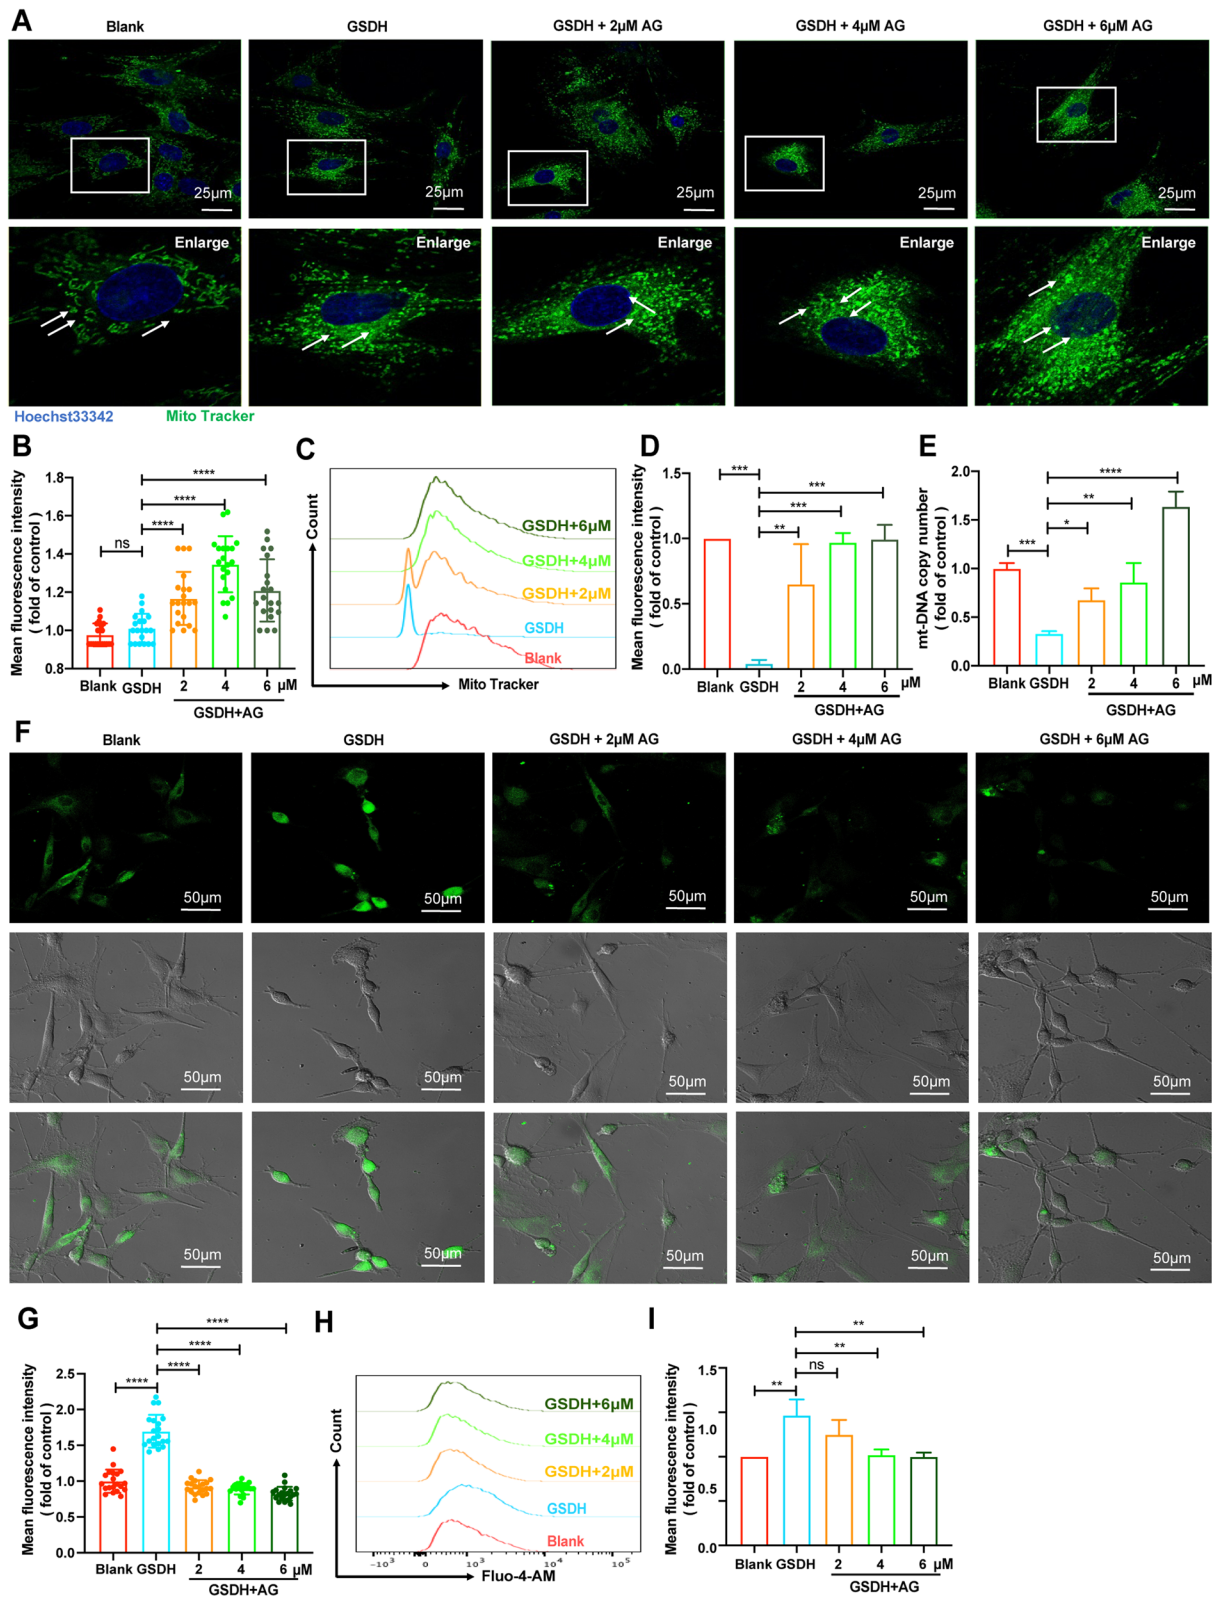 A
Blank GSDH GSDH + 2μM AG GSDH + 4μM AG GSDH + 6μM AG
25μm 25μm 25μm 25μm 25μm
Enlarge Enlarge Enlarge Enlarge Enlarge
Hoechst33342 Mito Tracker
B
Mean fluorescence intensity
( fold of control )
1.8
1.6
1.4
1.2
1.0
0.8
ns **** **** ****
Blank GSDH 2 4 6 μM
GSDH+AG
C
Count
GSDH+6μM
GSDH+4μM
GSDH+2μM
GSDH
Blank
Mito Tracker
D
Mean fluorescence intensity
( fold of control )
1.5
1.0
0.5
0.0
*** ** *** ***
Blank GSDH 2 4 6 μM
GSDH+AG
E
mt-DNA copy number
( fold of control )
2.0
1.5
1.0
0.5
0.0
*** * ** ****
Blank GSDH 2 4 6 μM
GSDH+AG
F
Blank GSDH GSDH + 2μM AG GSDH + 4μM AG GSDH + 6μM AG
50μm 50μm 50μm 50μm 50μm
50μm 50μm 50μm 50μm 50μm
50μm 50μm 50μm 50μm 50μm
G
Mean fluorescence intensity
( fold of control )
2.5
2.0
1.5
1.0
0.5
0.0
**** **** **** ****
Blank GSDH 2 4 6 μM
GSDH+AG
H
Count
GSDH+6μM
GSDH+4μM
GSDH+2μM
GSDH
Blank
-10³ 0 10³ 10⁴ 10⁵
Fluo-4-AM
I
Mean fluorescence intensity
( fold of control )
1.5
1.0
0.5
0.0
** ns ** **
Blank GSDH 2 4 6 μM
GSDH+AG